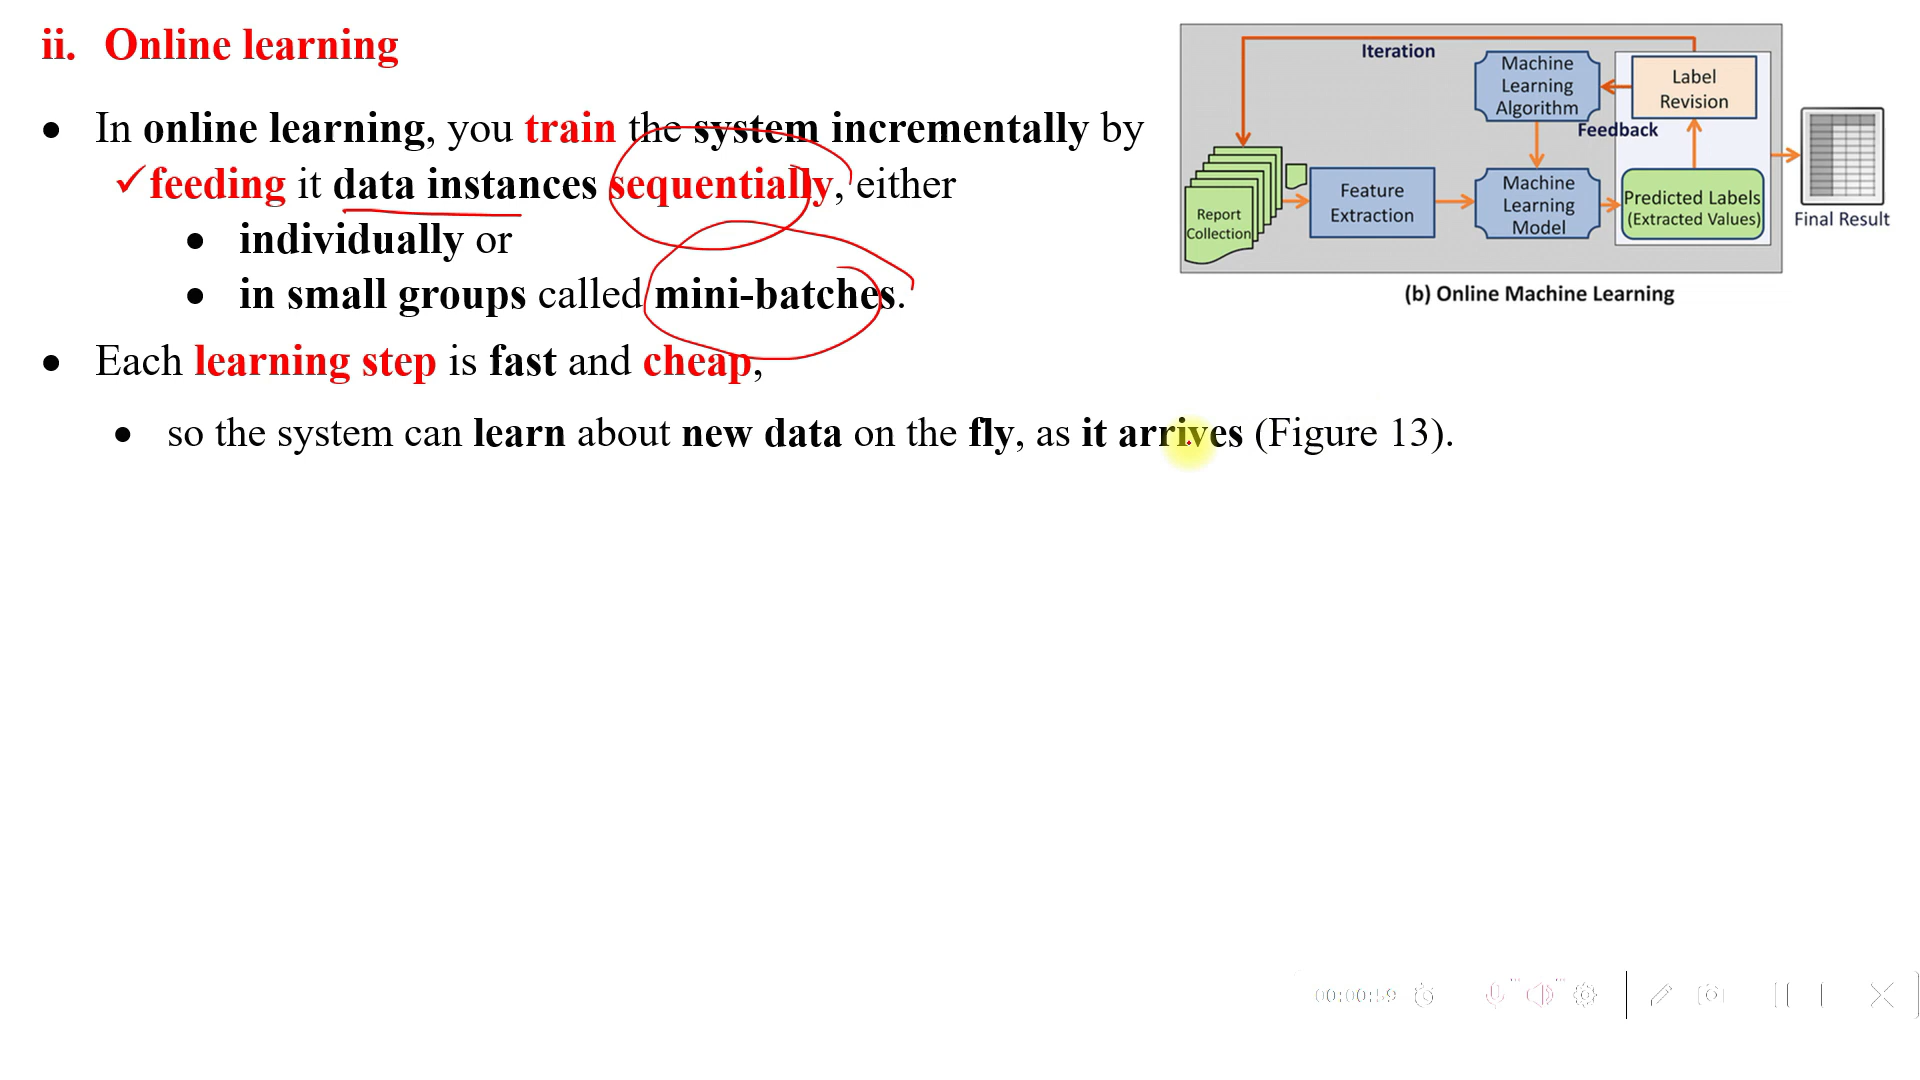 ii. Online learning
• In online learning, you train the system incrementally by
✓feeding it data instances sequentially, either
• individually or
• in small groups called mini-batches.
• Each learning step is fast and cheap,
• so the system can learn about new data on the fly, as it arrives (Figure 13).
Iteration
Machine
Learning
Algorithm
Label
Revision
Feedback
Report
Collection
Feature
Extraction
Machine
Learning
Model
Predicted Labels
(Extracted Values)
Final Result
(b) Online Machine Learning
00:00:59